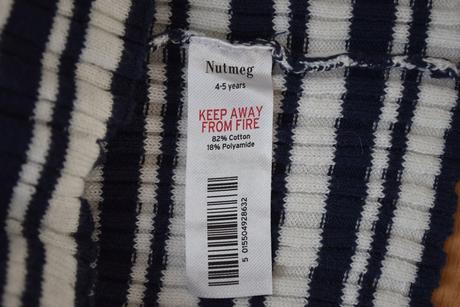 Nutmeg
4-5 years
KEEP AWAY
FROM FIRE
82% Cotton
18% Polyamide
5 015504 928632